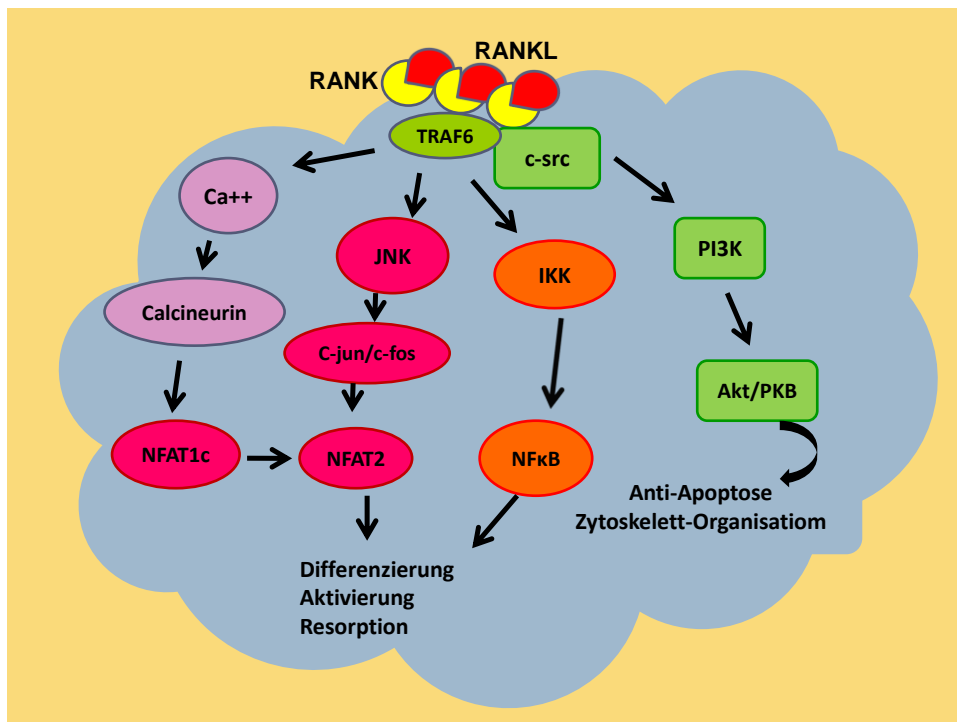 RANKL
RANK
TRAF6
c-src
Ca++
JNK
IKK
PI3K
Calcineurin
C-jun/c-fos
Akt/PKB
NFAT1c
NFAT2
NFκB
Anti-Apoptose
Zytoskelett-Organisatiom
Differenzierung
Aktivierung
Resorption